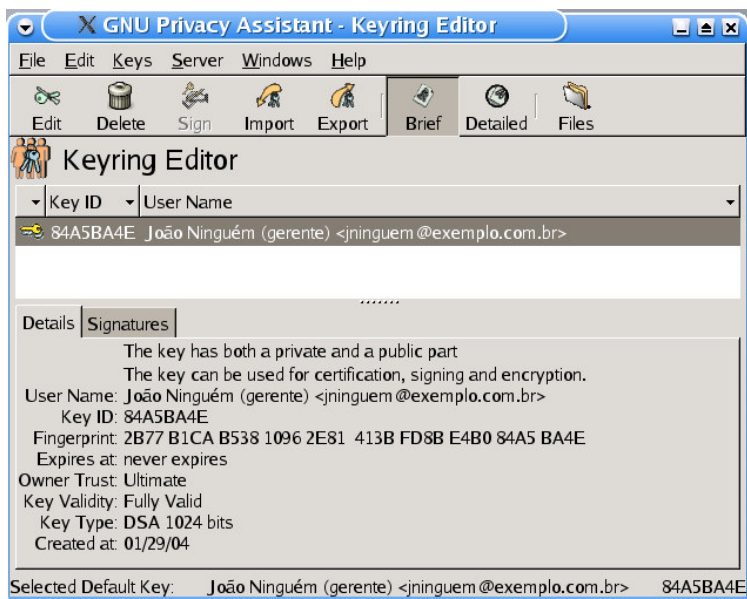 GNU Privacy Assistant - Keyring Editor
File Edit Keys Server Windows Help
Edit Delete Sign Import Export Brief Detailed Files
Keyring Editor
Key ID User Name
84A5BA4E João Ninguém (gerente) <jninguem@exemplo.com.br>
Details Signatures
The key has both a private and a public part
The key can be used for certification, signing and encryption.
User Name: João Ninguém (gerente) <jninguem@exemplo.com.br>
Key ID: 84A5BA4E
Fingerprint: 2B77 B1CA B538 1096 2E81 413B FD8B E4B0 84A5 BA4E
Expires at: never expires
Owner Trust: Ultimate
Key Validity: Fully Valid
Key Type: DSA 1024 bits
Created at: 01/29/04
Selected Default Key: João Ninguém (gerente) <jninguem@exemplo.com.br> 84A5BA4E